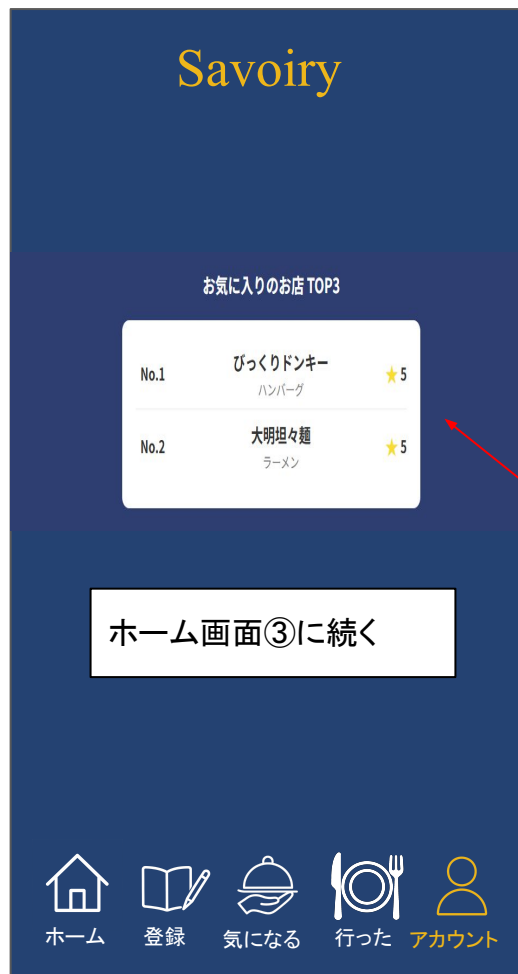 Savoiry
お気に入りのお店 TOP3
No.1
びっくりドンキー
ハンバーグ
★5
No.2
大明坦々麺
ラーメン
★5
ホーム画面③に続く
ホーム
登録
気になる
行った
アカウント